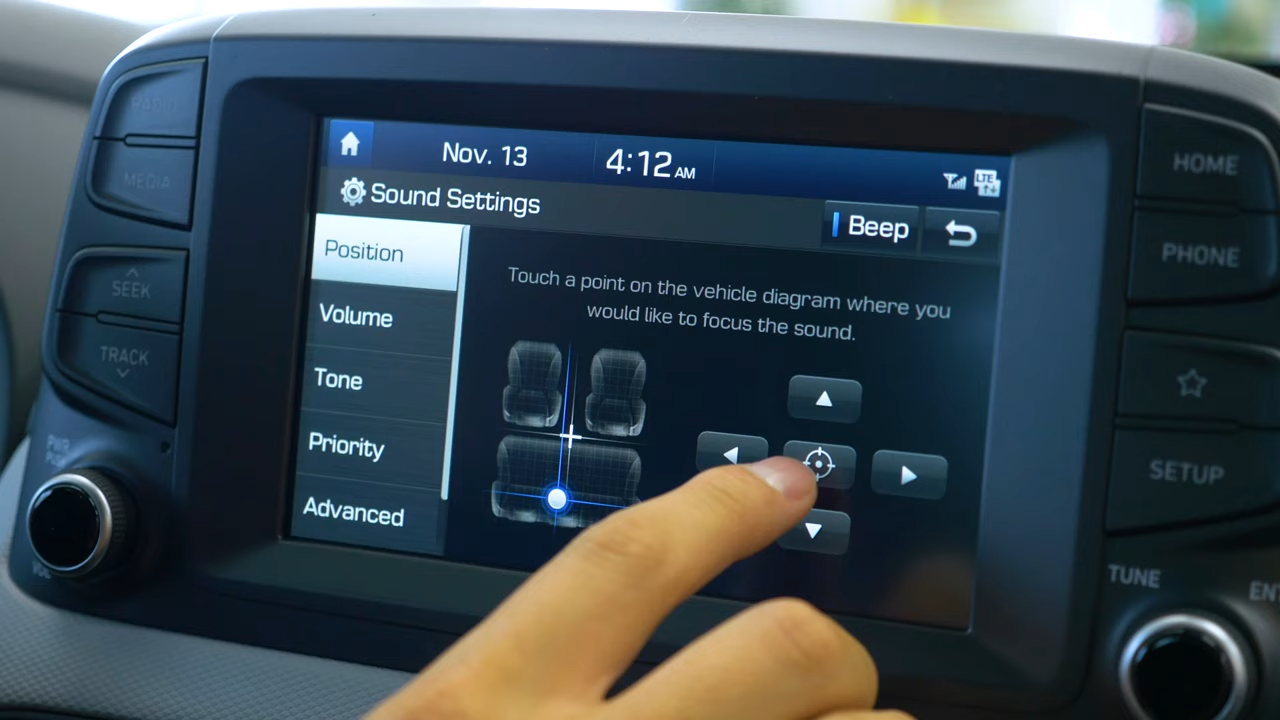 RADIO
MEDIA
SEEK
TRACK
PWR
Nov. 13
4:12 AM
LTE
Sound Settings
Beep
Position
Volume
Tone
Priority
Advanced
Touch a point on the vehicle diagram where you
would like to focus the sound.
HOME
PHONE
SETUP
TUNE